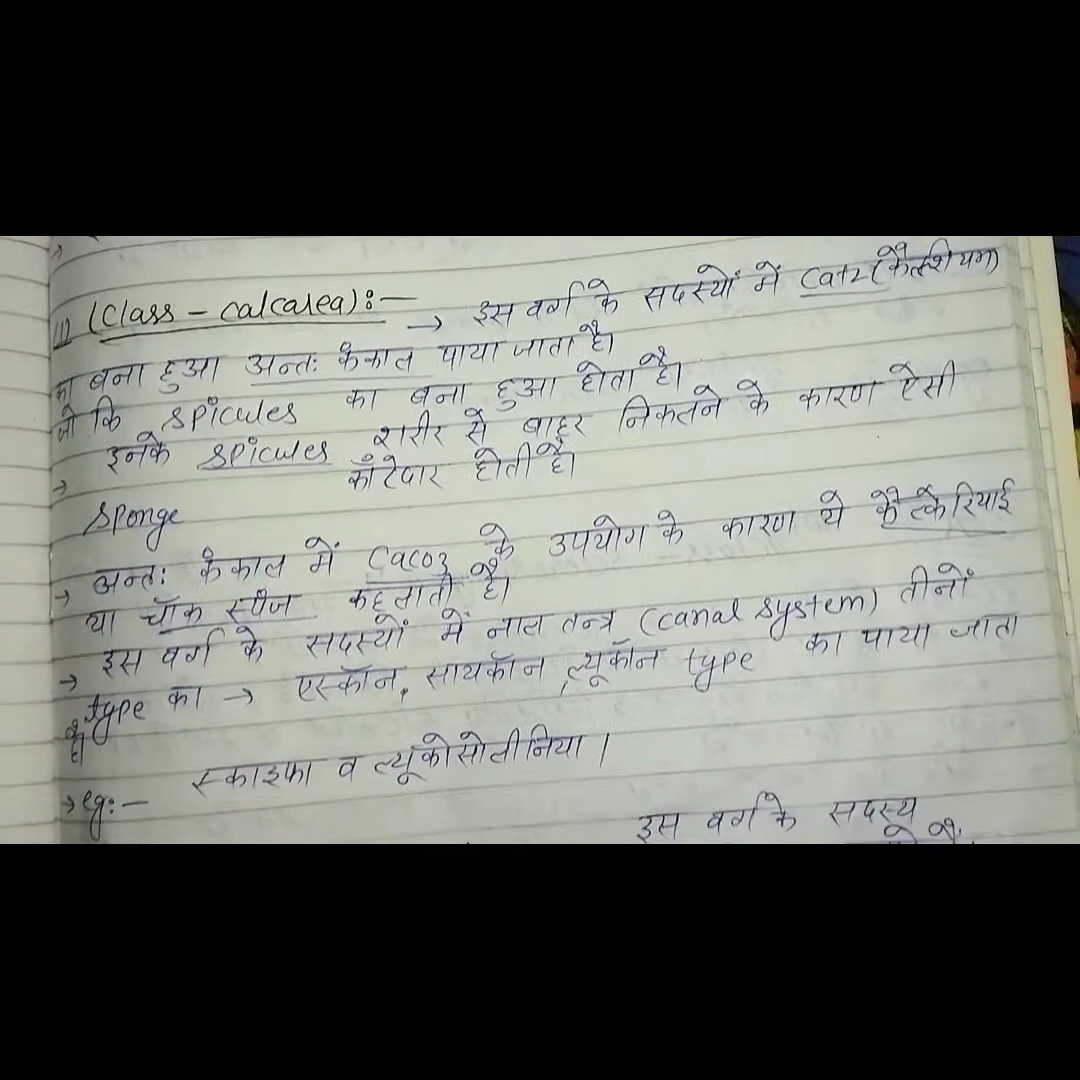 (1) (Class - calcarea):- → इस वर्ग के सदस्यों में Ca+2 (कैल्शियम)
का बना हुआ अन्तः कंकाल पाया जाता है।
जो कि spicules का बना हुआ होता है।
→ इनके spicules शरीर से बाहर निकलने के कारण ऐसी
sponge काँटेदार होती है।
→ अन्तः कंकाल में CaCO3 के उपयोग के कारण ये कैल्केरियाई
या चॉक स्पंज कहलाती है।
→ इस वर्ग के सदस्यों में नाल तन्त्र (canal system) तीनों
type का → एस्कॉन, सायकॉन, ल्यूकॉन type का पाया जाता
है।
→ eg:- स्काइफा व ल्यूकोसोलीनिया।
इस वर्ग के सदस्य